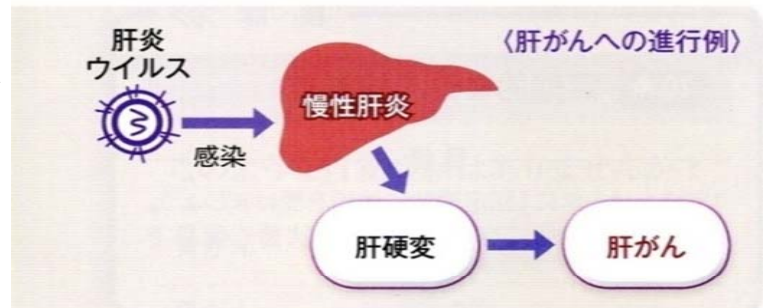 〈肝がんへの進行例〉
肝炎
ウイルス
感染
慢性肝炎
肝硬変
肝がん